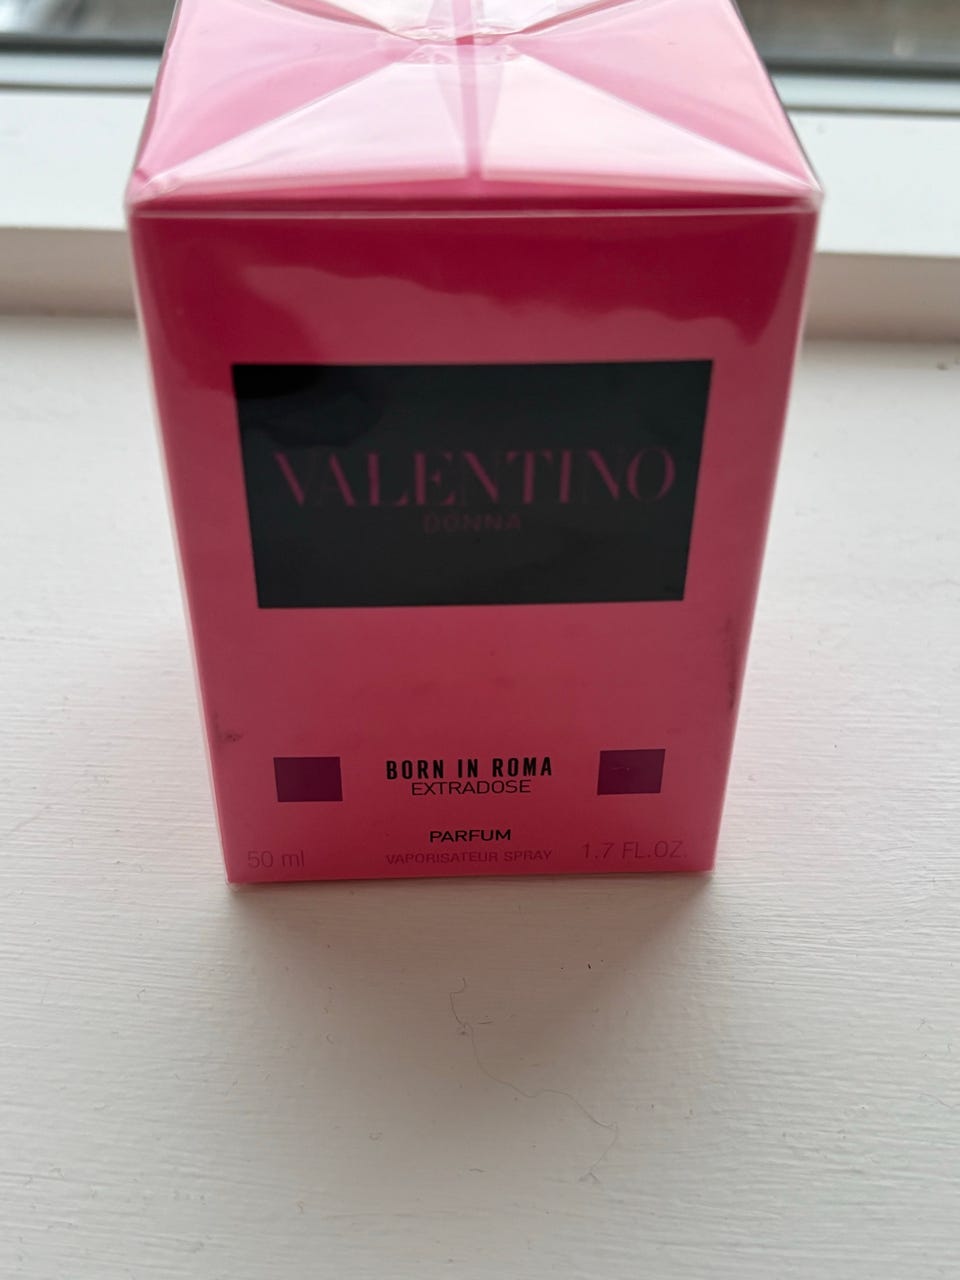 VALENTINO
DONNA
BORN IN ROMA
EXTRADOSE
PARFUM
50 ml VAPORISATEUR SPRAY 1.7 FL.OZ.